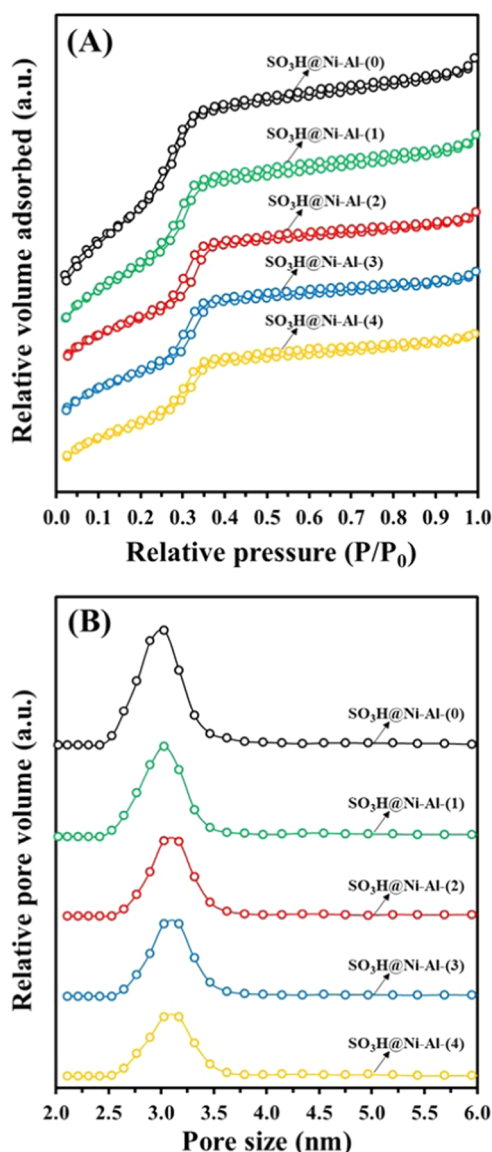 (A)
SO₃H@Ni-Al-(0)
SO₃H@Ni-Al-(1)
SO₃H@Ni-Al-(2)
SO₃H@Ni-Al-(3)
SO₃H@Ni-Al-(4)
Relative volume adsorbed (a.u.)
0.0 0.1 0.2 0.3 0.4 0.5 0.6 0.7 0.8 0.9 1.0
Relative pressure (P/P₀)
(B)
SO₃H@Ni-Al-(0)
SO₃H@Ni-Al-(1)
SO₃H@Ni-Al-(2)
SO₃H@Ni-Al-(3)
SO₃H@Ni-Al-(4)
Relative pore volume (a.u.)
2.0 2.5 3.0 3.5 4.0 4.5 5.0 5.5 6.0
Pore size (nm)